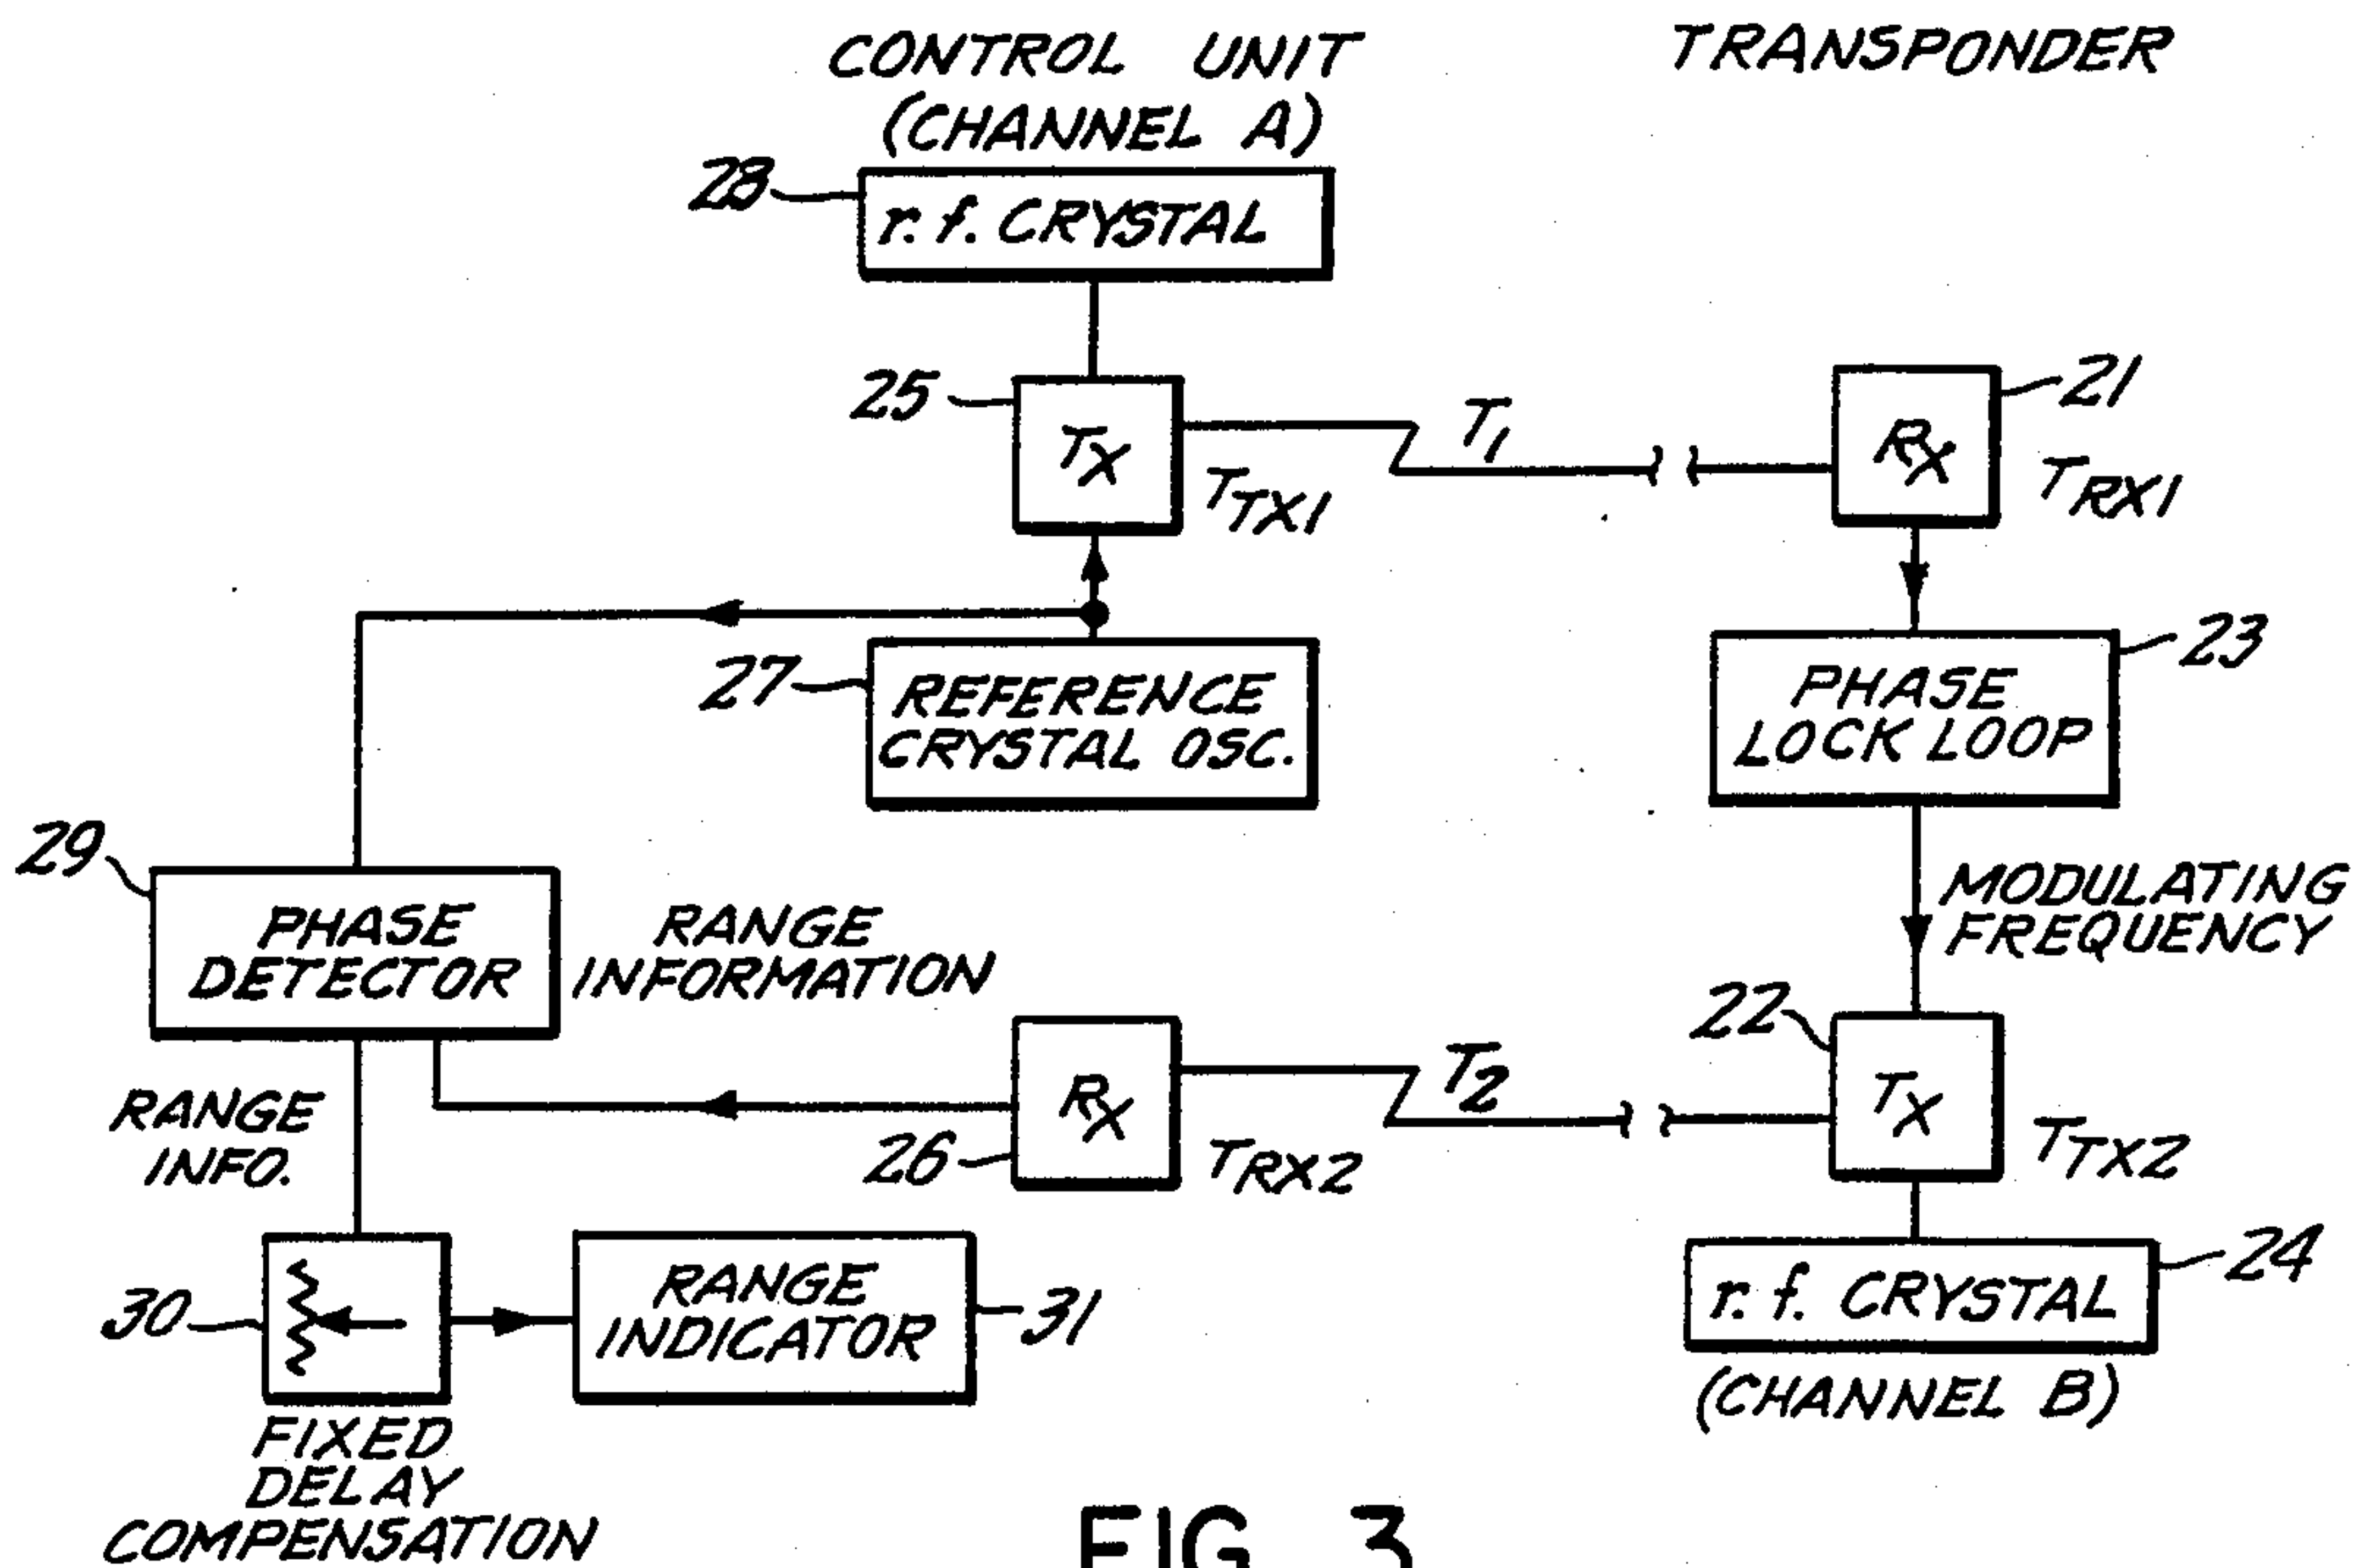 CONTROL UNIT
(CHANNEL A)
TRANSPONDER
28
r.f. CRYSTAL
25
TX
TTX1
T1
RX
21
TRX1
27
REFERENCE
CRYSTAL OSC.
PHASE
LOCK LOOP
23
29
PHASE
DETECTOR
RANGE
INFORMATION
MODULATING
FREQUENCY
RANGE
INFO.
26
RX
TRX2
T2
22
TX
TTX2
30
FIXED
DELAY
COMPENSATION
RANGE
INDICATOR
31
r.f. CRYSTAL
24
(CHANNEL B)
FIG. 3